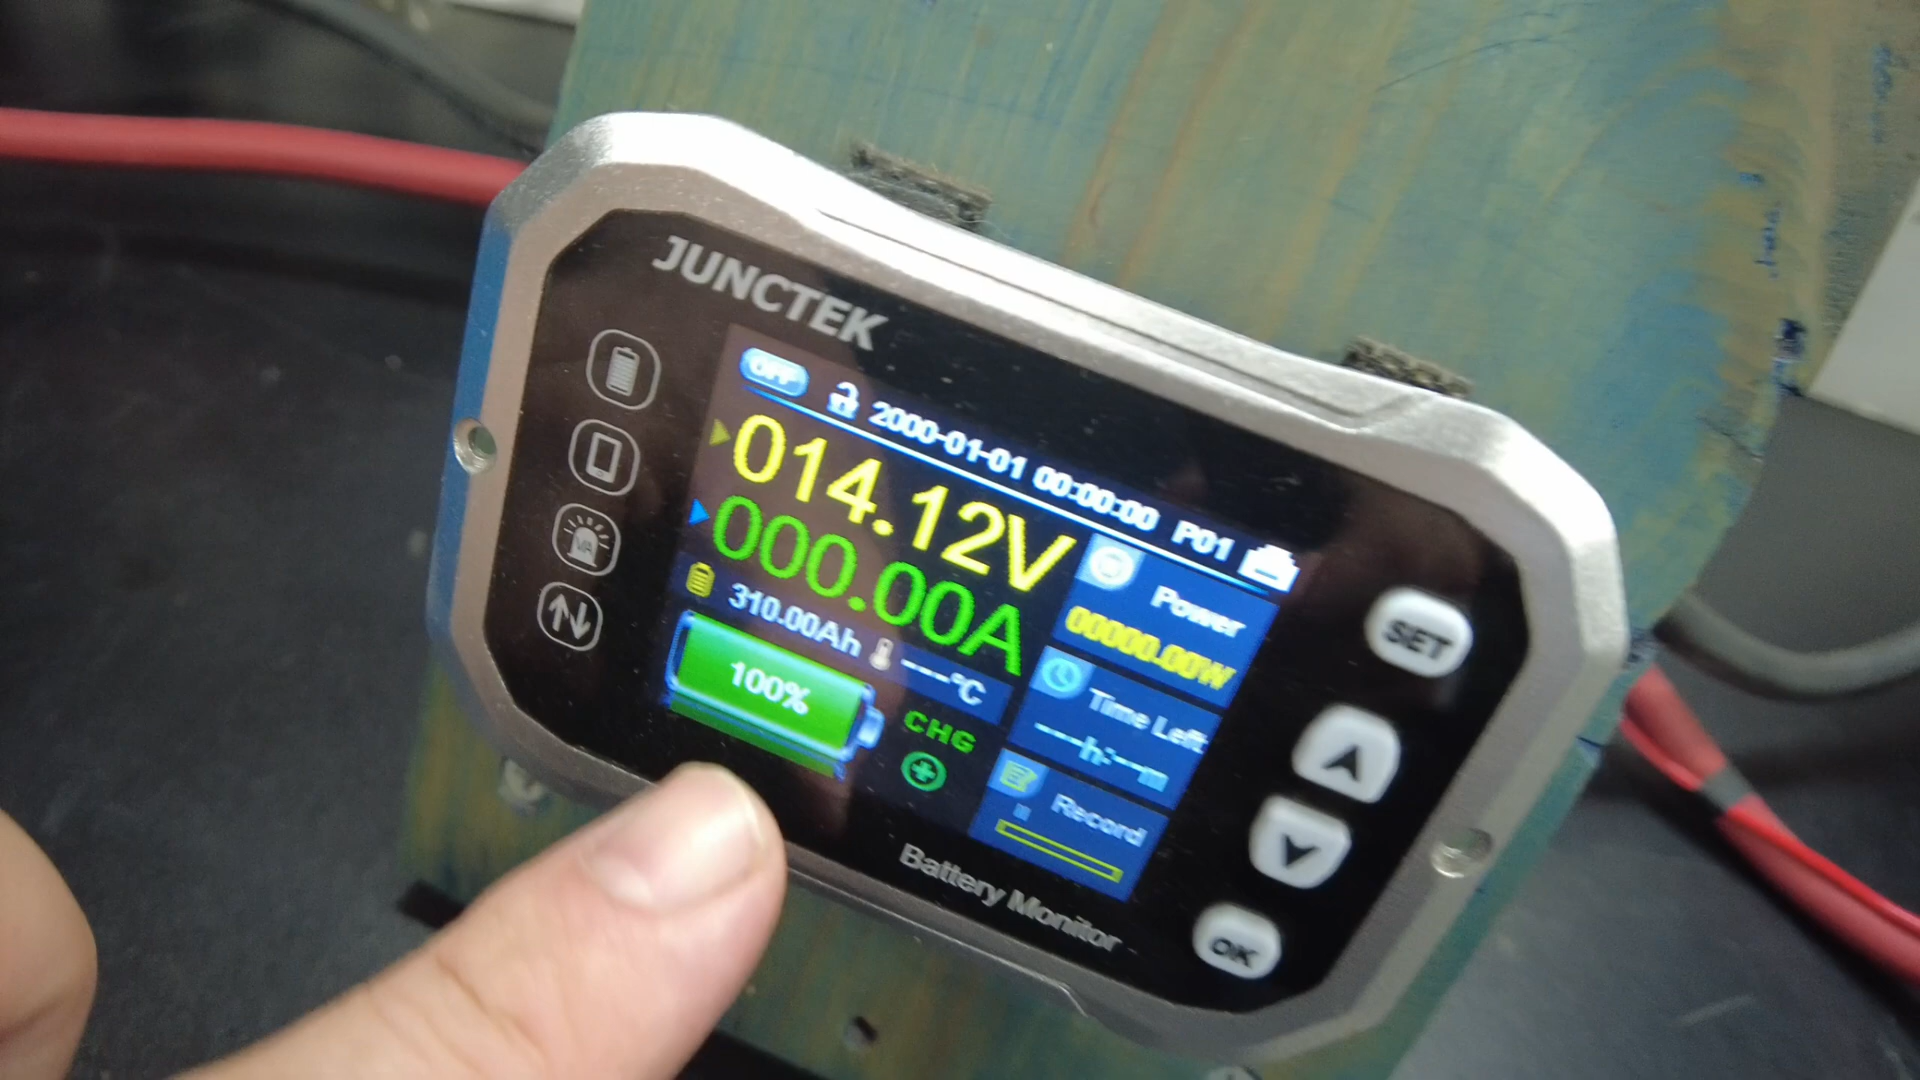 JUNCTEK
OFF 2000-01-01 00:00:00 P01
014.12V
000.00A
310.00Ah ---°C
100%
CHG
Power
00000.00W
Time Left
---h:--m
Record
Battery Monitor
SET
OK